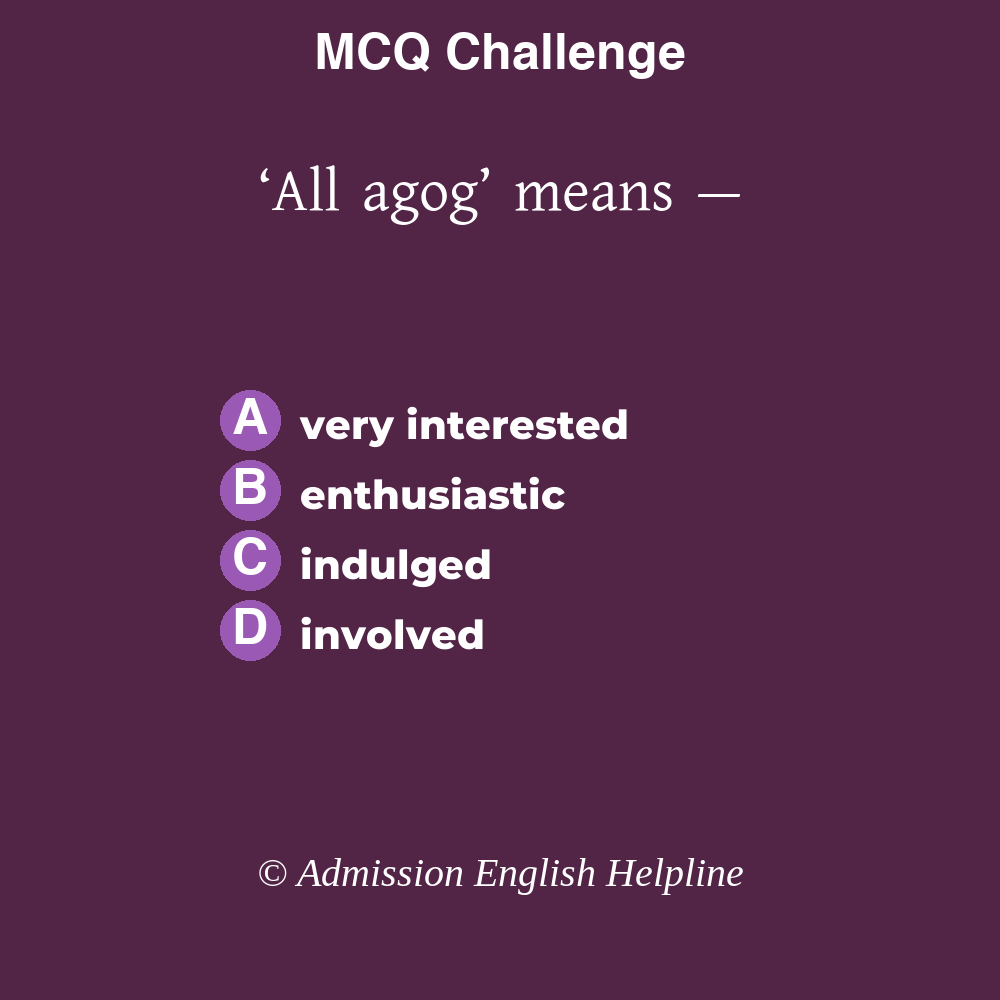 MCQ Challenge
‘All agog’ means —
A very interested
B enthusiastic
C indulged
D involved
© Admission English Helpline